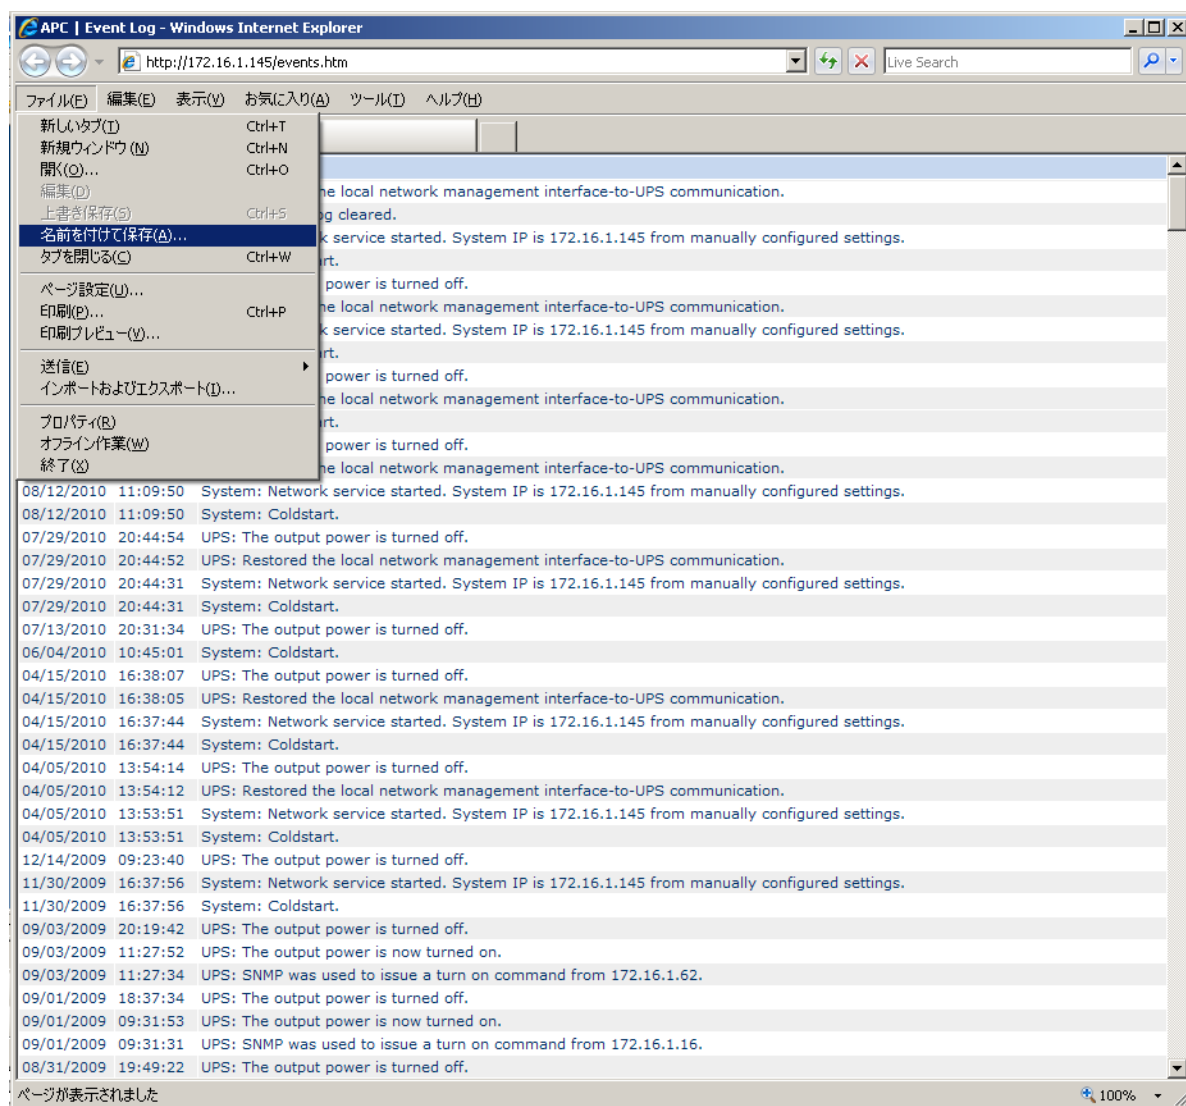 APC | Event Log - Windows Internet Explorer
http://172.16.1.145/events.htm
Live Search
ファイル(F) 編集(E) 表示(V) お気に入り(A) ツール(T) ヘルプ(H)
新しいタブ(T) Ctrl+T
新規ウィンドウ(N) Ctrl+N
開く(O)... Ctrl+O
編集(D)
上書き保存(S) Ctrl+S
名前を付けて保存(A)...
タブを閉じる(C) Ctrl+W
ページ設定(U)...
印刷(P)... Ctrl+P
印刷プレビュー(V)...
送信(E)
インポートおよびエクスポート(I)...
プロパティ(R)
オフライン作業(W)
終了(X)
he local network management interface-to-UPS communication.
og cleared.
k service started. System IP is 172.16.1.145 from manually configured settings.
rt.
power is turned off.
he local network management interface-to-UPS communication.
k service started. System IP is 172.16.1.145 from manually configured settings.
rt.
power is turned off.
he local network management interface-to-UPS communication.
rt.
power is turned off.
he local network management interface-to-UPS communication.
08/12/2010 11:09:50 System: Network service started. System IP is 172.16.1.145 from manually configured settings.
08/12/2010 11:09:50 System: Coldstart.
07/29/2010 20:44:54 UPS: The output power is turned off.
07/29/2010 20:44:52 UPS: Restored the local network management interface-to-UPS communication.
07/29/2010 20:44:31 System: Network service started. System IP is 172.16.1.145 from manually configured settings.
07/29/2010 20:44:31 System: Coldstart.
07/13/2010 20:31:34 UPS: The output power is turned off.
06/04/2010 10:45:01 System: Coldstart.
04/15/2010 16:38:07 UPS: The output power is turned off.
04/15/2010 16:38:05 UPS: Restored the local network management interface-to-UPS communication.
04/15/2010 16:37:44 System: Network service started. System IP is 172.16.1.145 from manually configured settings.
04/15/2010 16:37:44 System: Coldstart.
04/05/2010 13:54:14 UPS: The output power is turned off.
04/05/2010 13:54:12 UPS: Restored the local network management interface-to-UPS communication.
04/05/2010 13:53:51 System: Network service started. System IP is 172.16.1.145 from manually configured settings.
04/05/2010 13:53:51 System: Coldstart.
12/14/2009 09:23:40 UPS: The output power is turned off.
11/30/2009 16:37:56 System: Network service started. System IP is 172.16.1.145 from manually configured settings.
11/30/2009 16:37:56 System: Coldstart.
09/03/2009 20:19:42 UPS: The output power is turned off.
09/03/2009 11:27:52 UPS: The output power is now turned on.
09/03/2009 11:27:34 UPS: SNMP was used to issue a turn on command from 172.16.1.62.
09/01/2009 18:37:34 UPS: The output power is turned off.
09/01/2009 09:31:53 UPS: The output power is now turned on.
09/01/2009 09:31:31 UPS: SNMP was used to issue a turn on command from 172.16.1.16.
08/31/2009 19:49:22 UPS: The output power is turned off.
ページが表示されました 100%